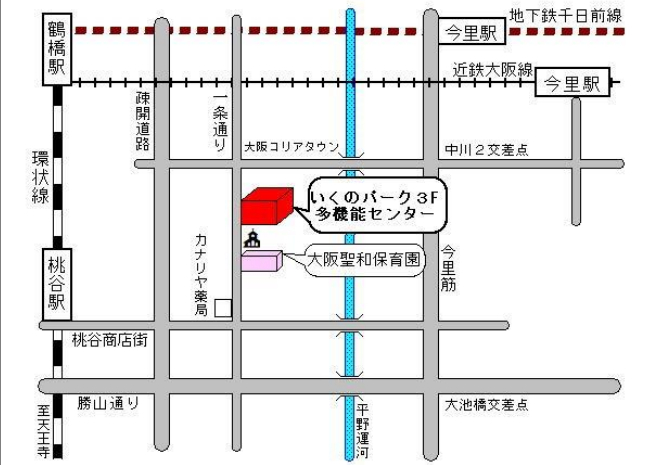 地下鉄千日前線
鶴橋駅
今里駅
近鉄大阪線
今里駅
疎開道路
一条通り
大阪コリアタウン
中川2交差点
環状線
いくのパーク3F
多機能センター
カナリヤ薬局
大阪聖和保育園
今里筋
桃谷駅
桃谷商店街
勝山通り
大池橋交差点
至天王寺
平野運河